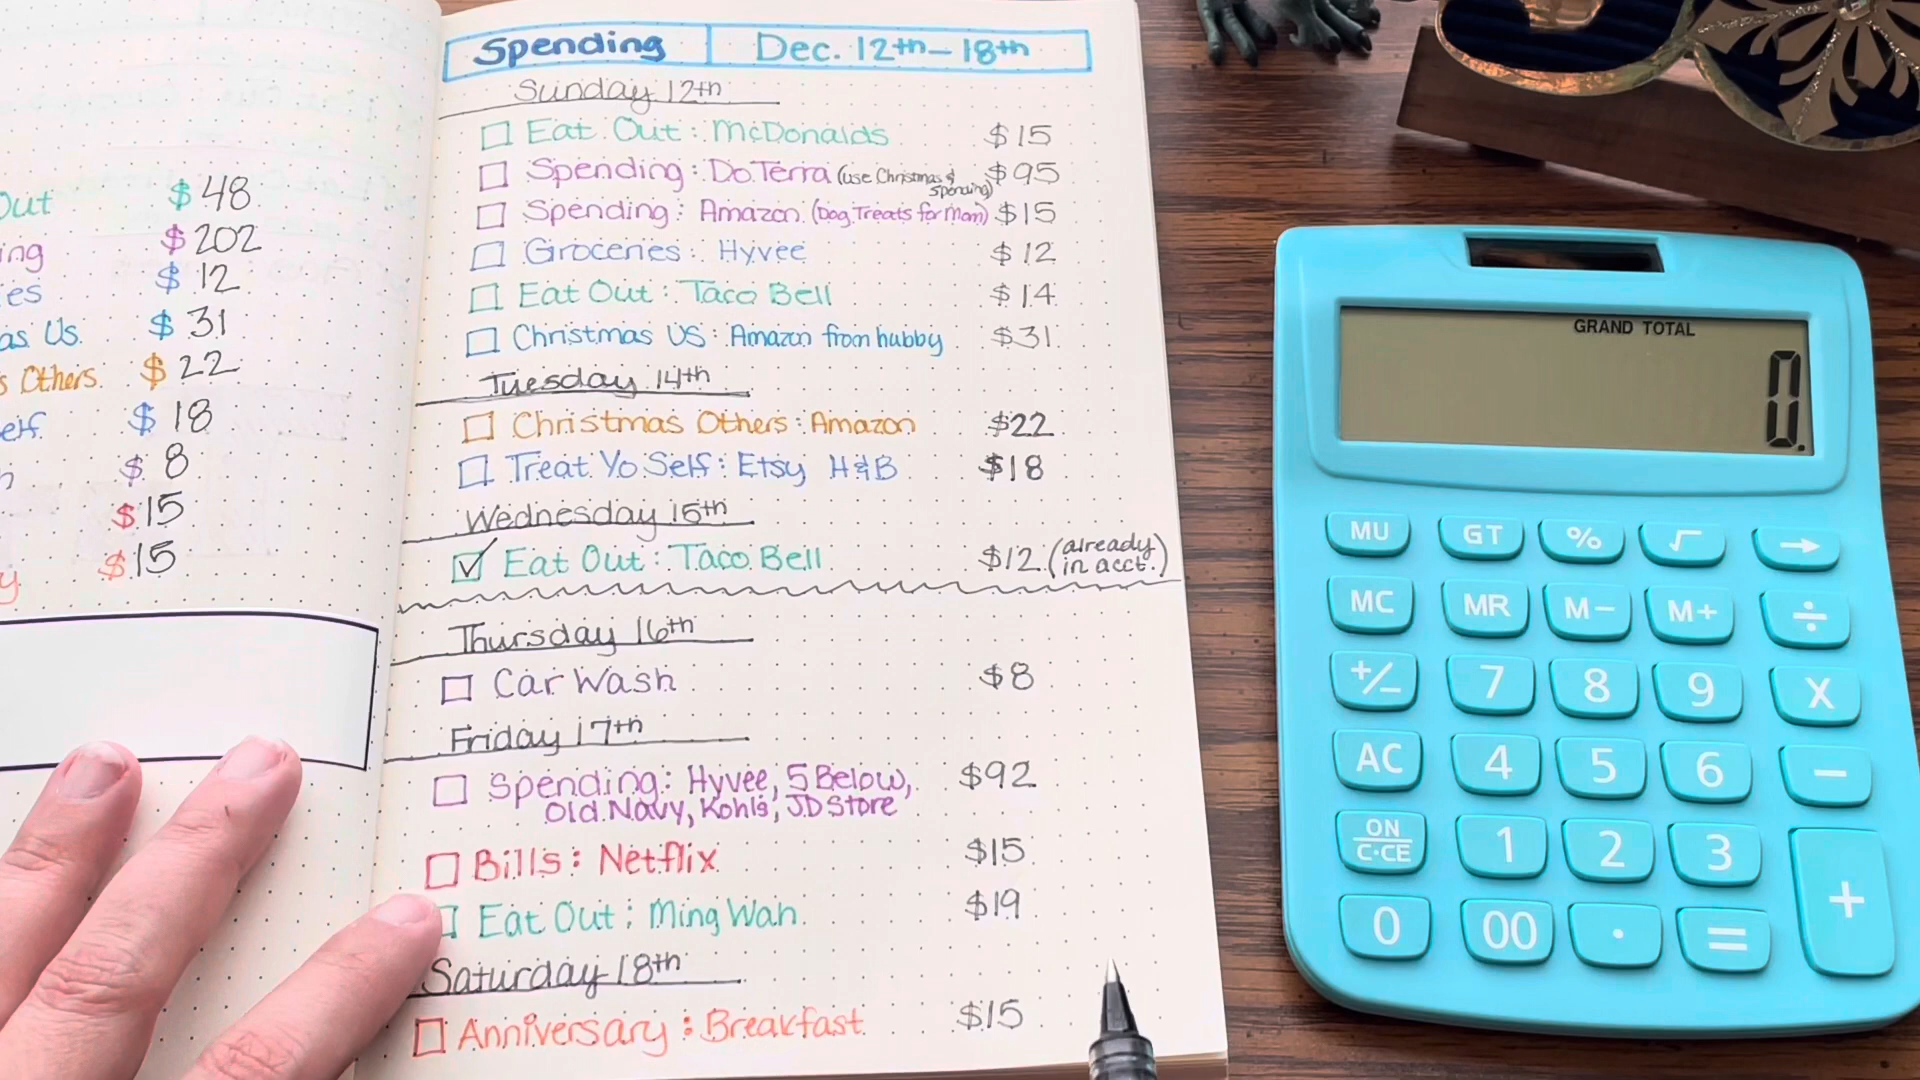 Out $48
ing $202
es $12
as Us $31
s Others $22
elf $18
$8
$15
y $15
Spending Dec. 12th-18th
Sunday 12th
Eat Out: McDonalds $15
Spending: DoTerra (use Christmas & Spending) $95
Spending: Amazon (Dog Treats for Mom) $15
Groceries: Hyvee $12
Eat Out: Taco Bell $14
Christmas US: Amazon from hubby $31
Tuesday 14th
Christmas Others: Amazon $22
Treat Yo Self: Etsy H&B $18
Wednesday 15th
Eat Out: Taco Bell $12 (already in acct.)
Thursday 16th
Car Wash $8
Friday 17th
Spending: Hyvee, 5 Below, $92
Old Navy, Kohls, JD Store
Bills: Netflix $15
Eat Out: Ming Wah $19
Saturday 18th
Anniversary: Breakfast $15
GRAND TOTAL
0.
MU GT % √ →
MC MR M- M+ ÷
+/- 7 8 9 X
AC 4 5 6 -
ON C·CE 1 2 3 +
0 00 · =